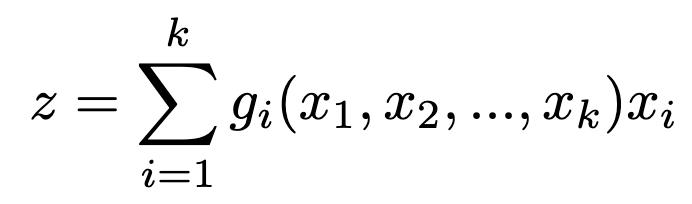 z = \sum_{i=1}^{k} g_i(x_1, x_2, ..., x_k)x_i